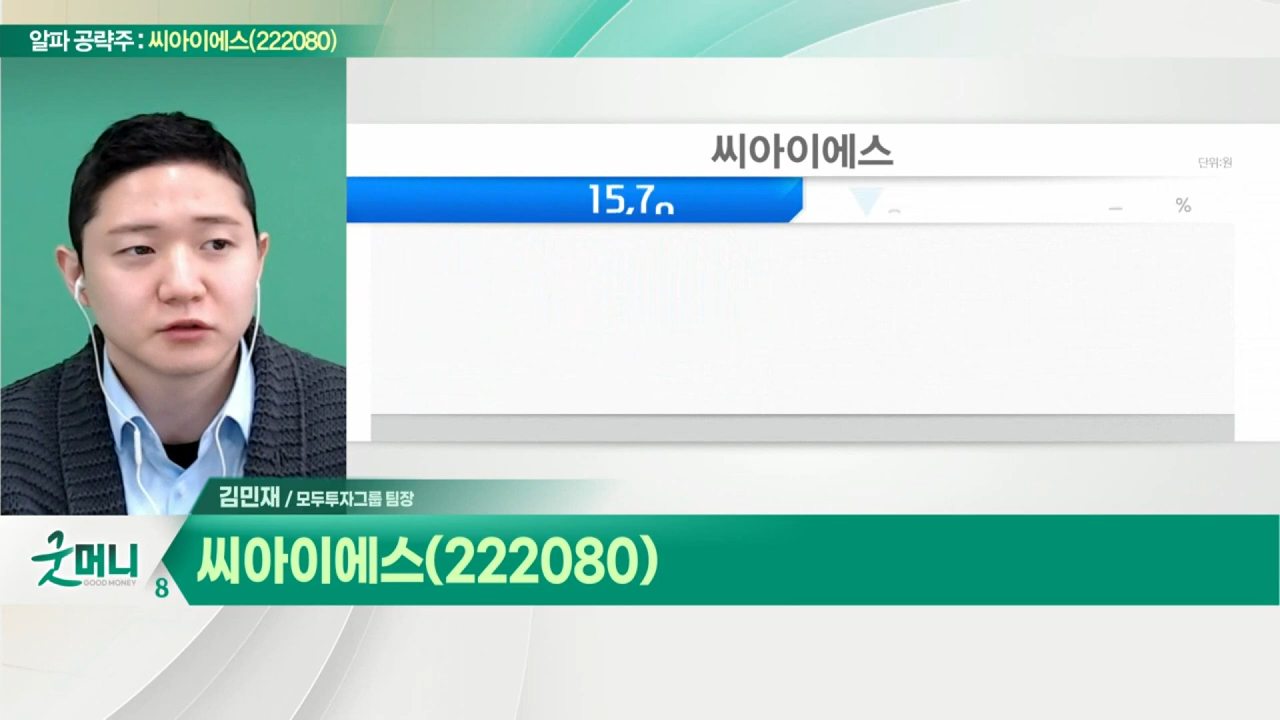 알파 공략주 : 씨아이에스(222080)
씨아이에스
단위:원
%
김민재 / 모두투자그룹 팀장
굿머니
GOOD MONEY
8
씨아이에스(222080)